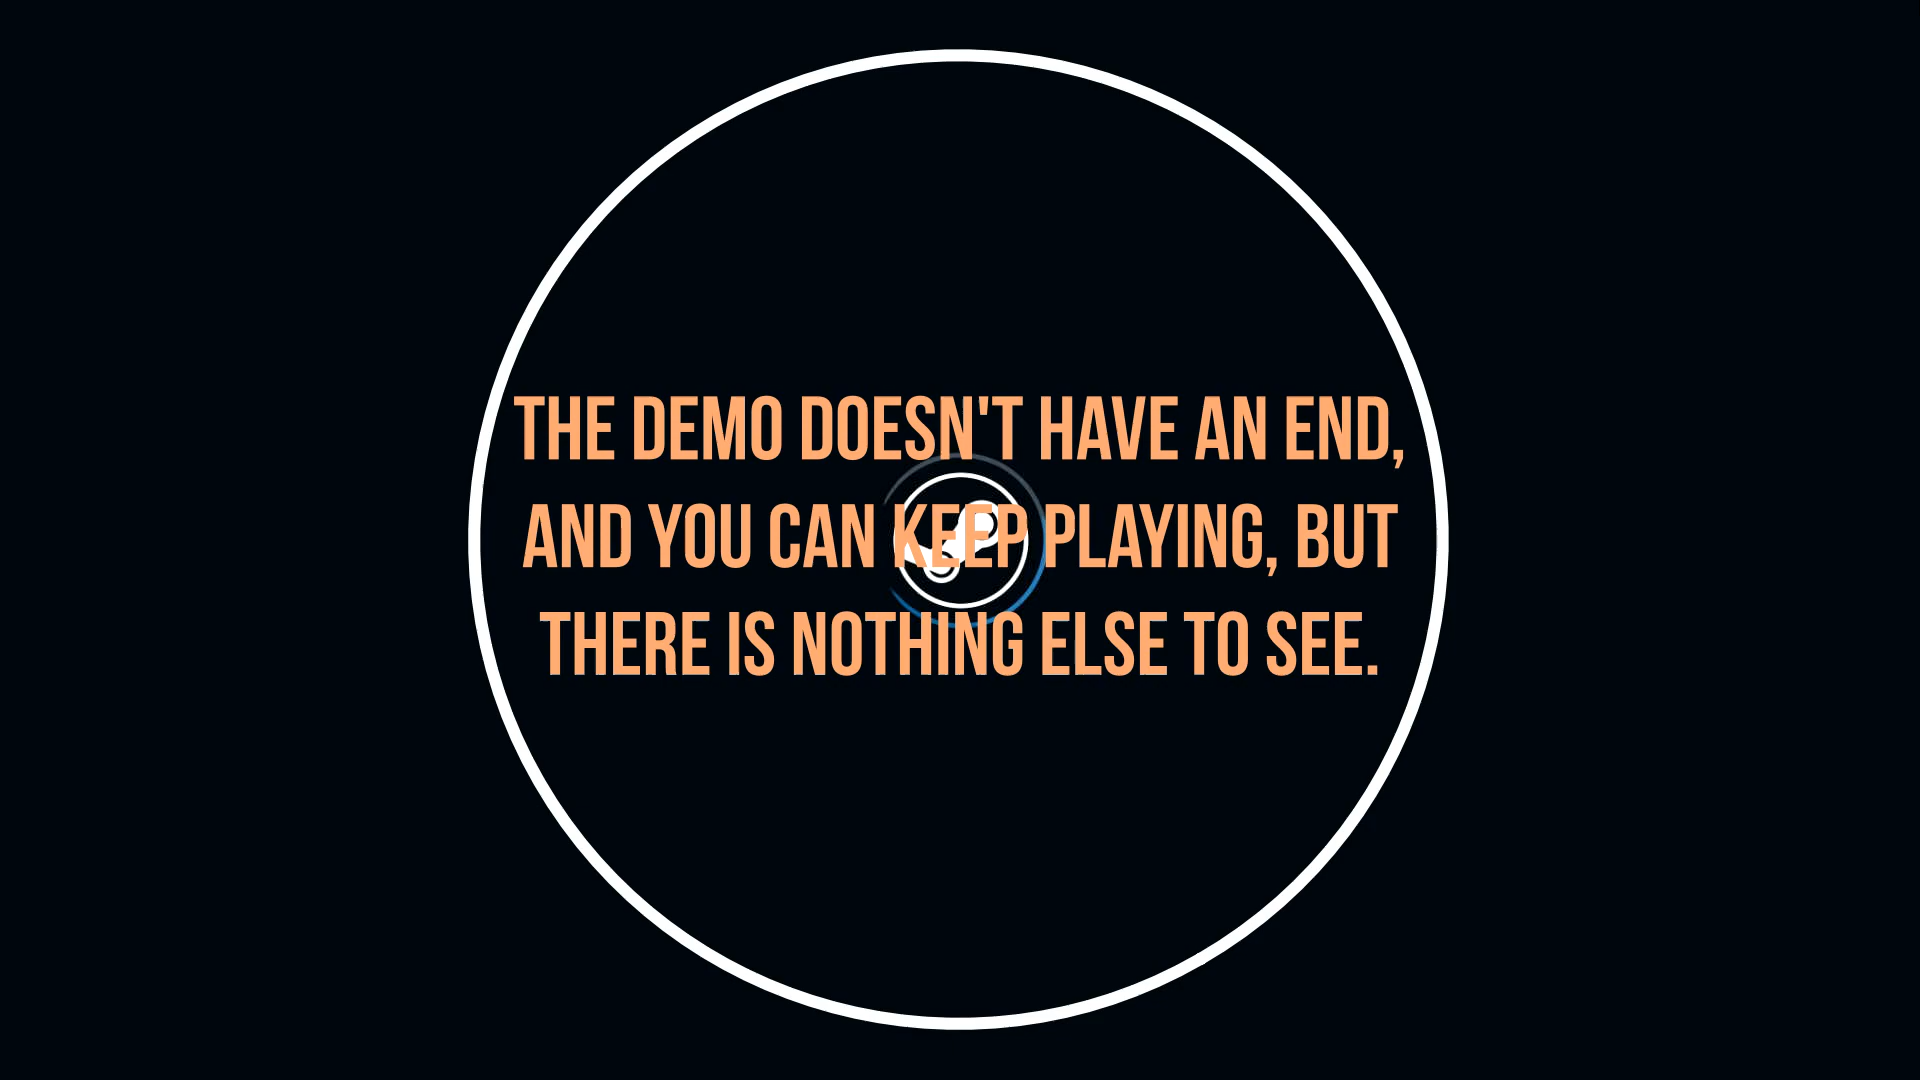 THE DEMO DOESN'T HAVE AN END,
AND YOU CAN KEEP PLAYING, BUT
THERE IS NOTHING ELSE TO SEE.